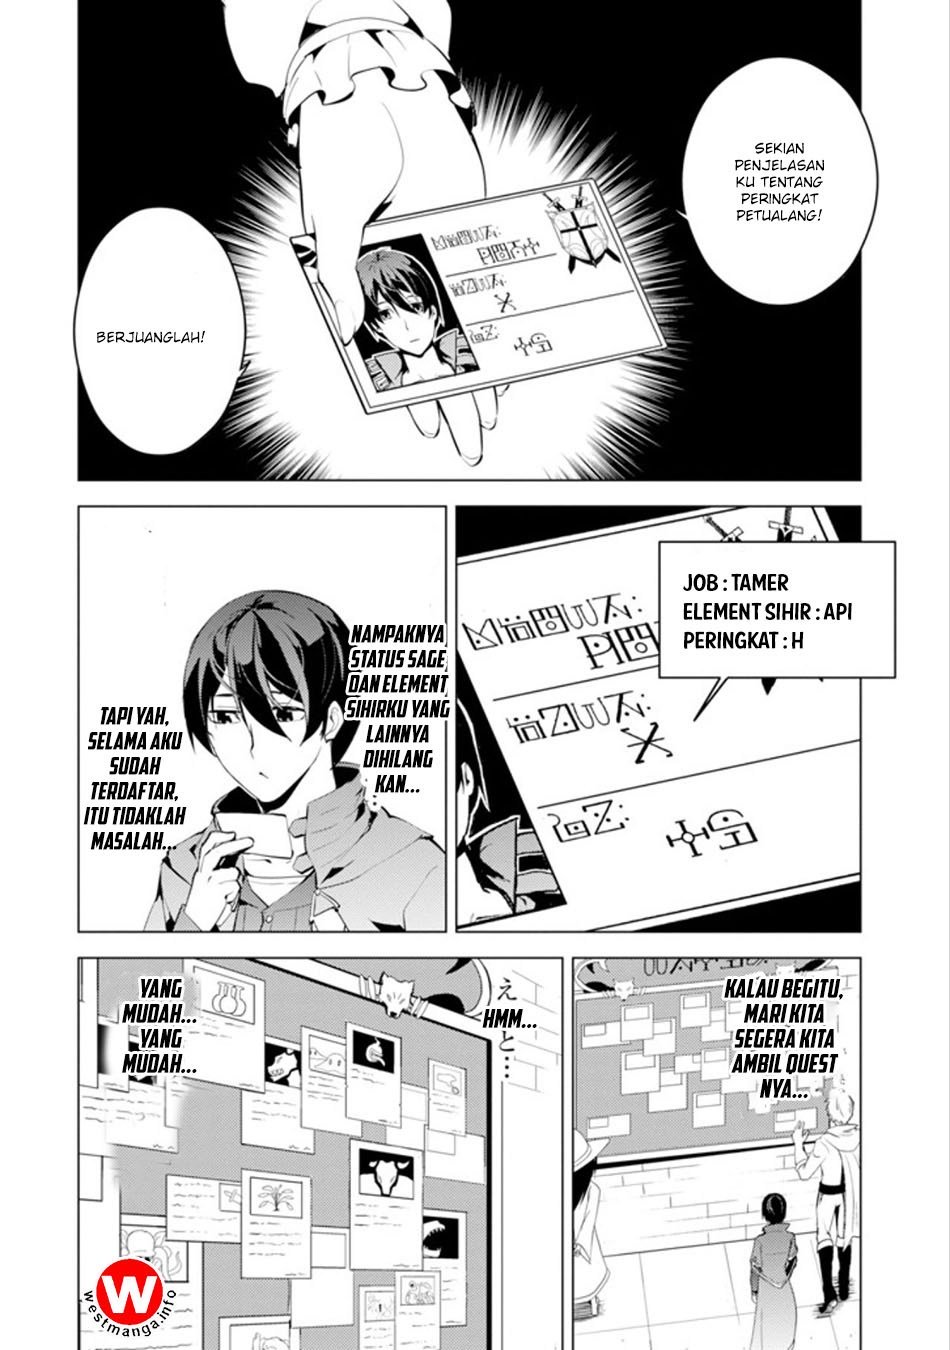 SEKIAN
PENJELASAN
KU TENTANG
PERINGKAT
PETUALANG!
BERJUANGLAH!
JOB : TAMER
ELEMENT SIHIR : API
PERINGKAT : H
NAMPAKNYA
STATUS SAGE
DAN ELEMENT
SIHIRKU YANG
LAINNYA
DIHILANG
KAN...
TAPI YAH,
SELAMA AKU
SUDAH
TERDAFTAR,
ITU TIDAKLAH
MASALAH...
KALAU BEGITU,
MARI KITA
SEGERA KITA
AMBIL QUEST
NYA...
えと…
HMM...
YANG
MUDAH...
YANG
MUDAH...
W
westmanga.info